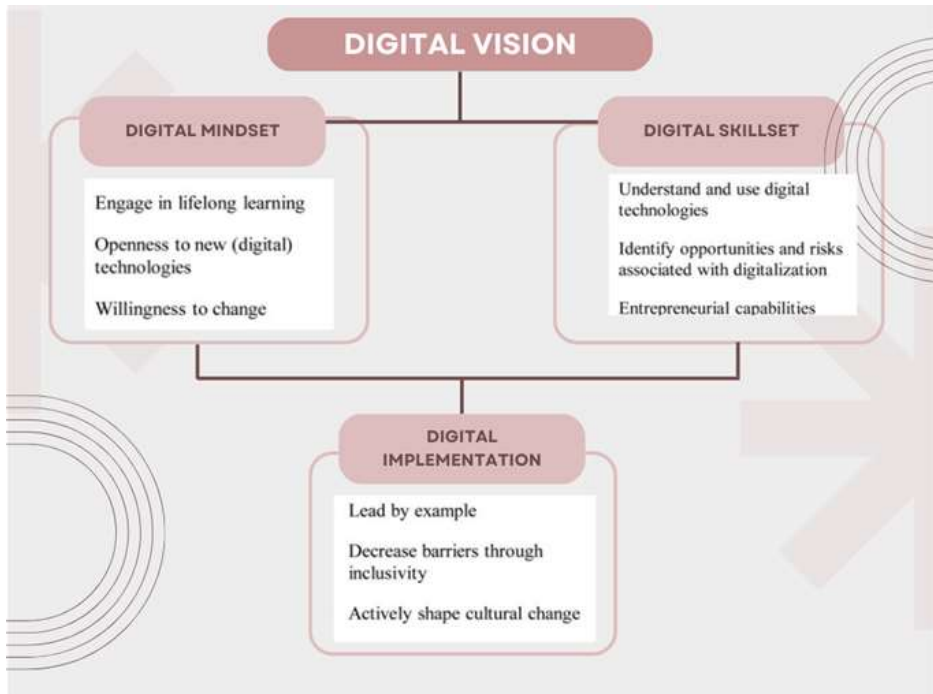 DIGITAL VISION
DIGITAL MINDSET
Engage in lifelong learning
Openness to new (digital)
technologies
Willingness to change
DIGITAL SKILLSET
Understand and use digital
technologies
Identify opportunities and risks
associated with digitalization
Entrepreneurial capabilities
DIGITAL
IMPLEMENTATION
Lead by example
Decrease barriers through
inclusivity
Actively shape cultural change